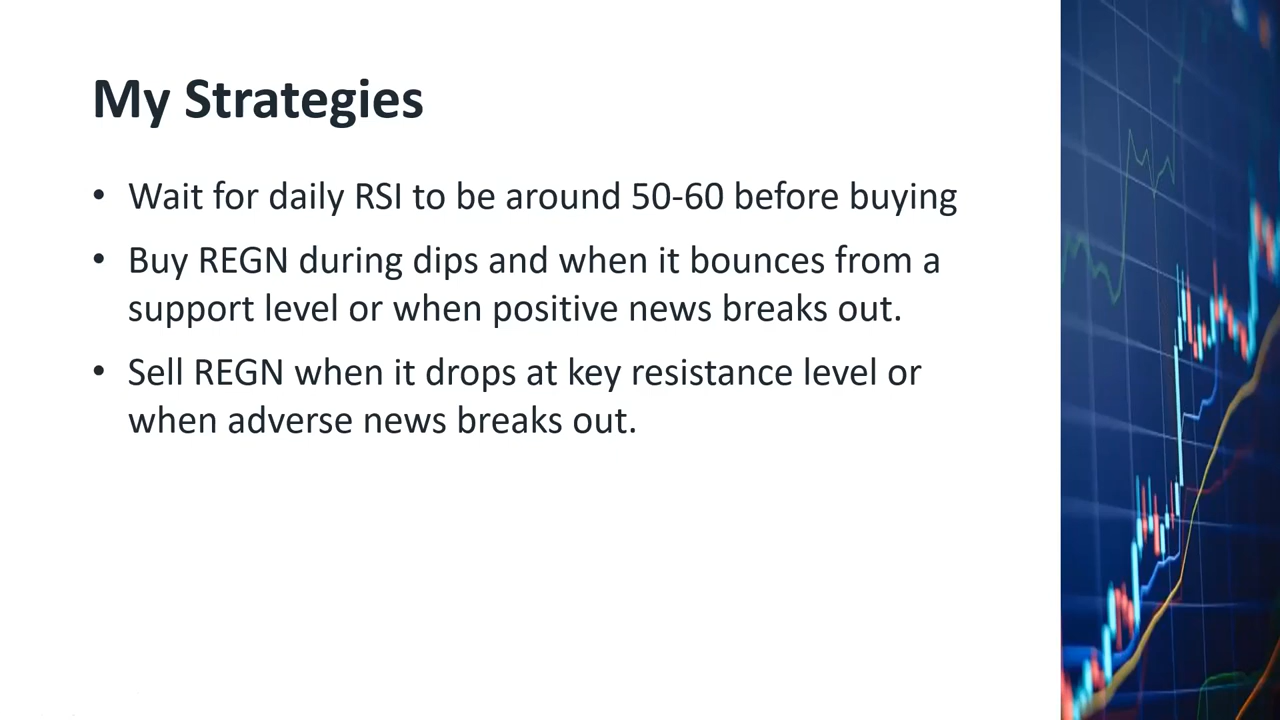 My Strategies
• Wait for daily RSI to be around 50-60 before buying
• Buy REGN during dips and when it bounces from a
support level or when positive news breaks out.
• Sell REGN when it drops at key resistance level or
when adverse news breaks out.